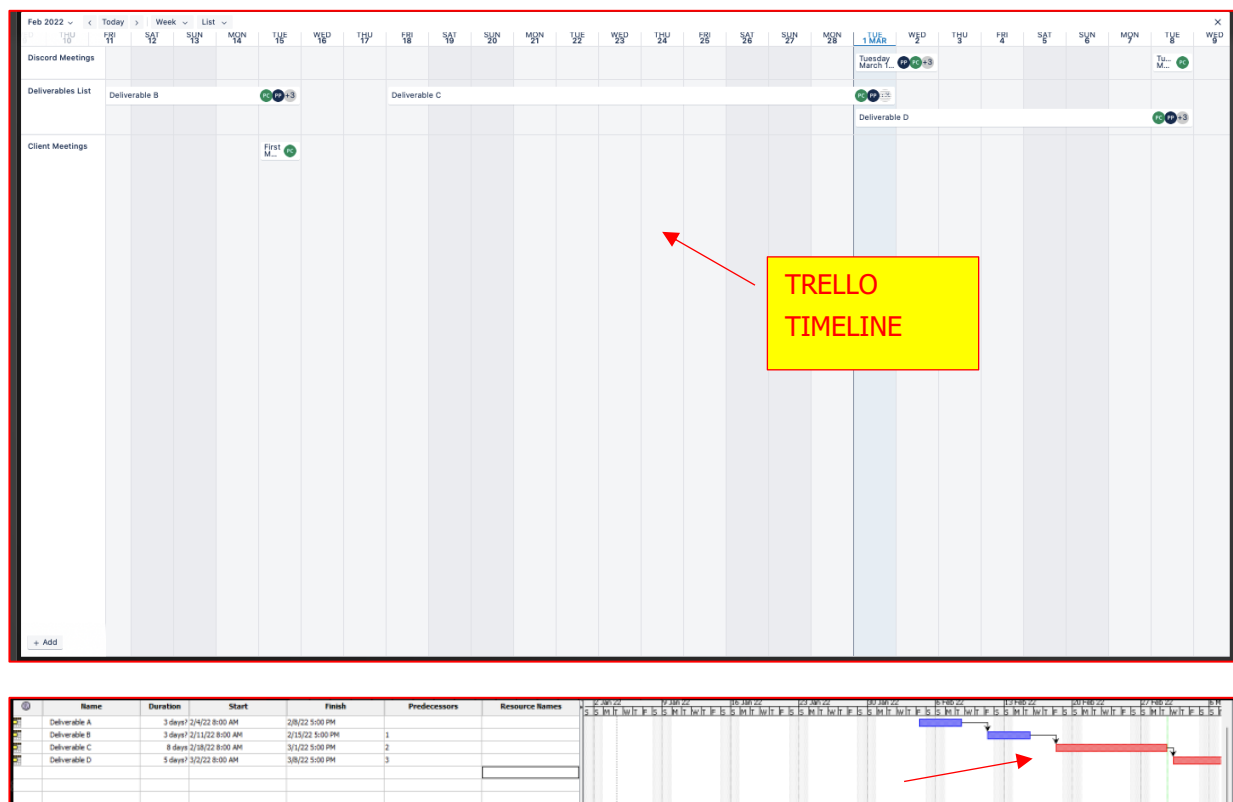 Feb 2022 Today Week List
THU 10 FRI 11 SAT 12 SUN 13 MON 14 TUE 15 WED 16 THU 17 FRI 18 SAT 19 SUN 20 MON 21 TUE 22 WED 23 THU 24 FRI 25 SAT 26 SUN 27 MON 28 TUE 1 MAR WED 2 THU 3 FRI 4 SAT 5 SUN 6 MON 7 TUE 8 WED 9
Discord Meetings
Tuesday March 1... PP PC +3
Tu... M... PC
Deliverables List
Deliverable B PC PP +3
Deliverable C PC PP +3
Deliverable D PC PP +3
Client Meetings
First M... PC
TRELLO
TIMELINE
+ Add
Name Duration Start Finish Predecessors Resource Names
2 Jan 22 9 Jan 22 16 Jan 22 23 Jan 22 30 Jan 22 6 Feb 22 13 Feb 22 20 Feb 22 27 Feb 22 6 M
S S M T W T F S S M T W T F S S M T W T F S S M T W T F S S M T W T F S S M T W T F S S M T W T F S S M T W T F S S M T W T F S S
Deliverable A 3 days? 2/4/22 8:00 AM 2/8/22 5:00 PM
Deliverable B 3 days? 2/11/22 8:00 AM 2/15/22 5:00 PM 1
Deliverable C 8 days 2/18/22 8:00 AM 3/1/22 5:00 PM 2
Deliverable D 5 days? 3/2/22 8:00 AM 3/8/22 5:00 PM 3